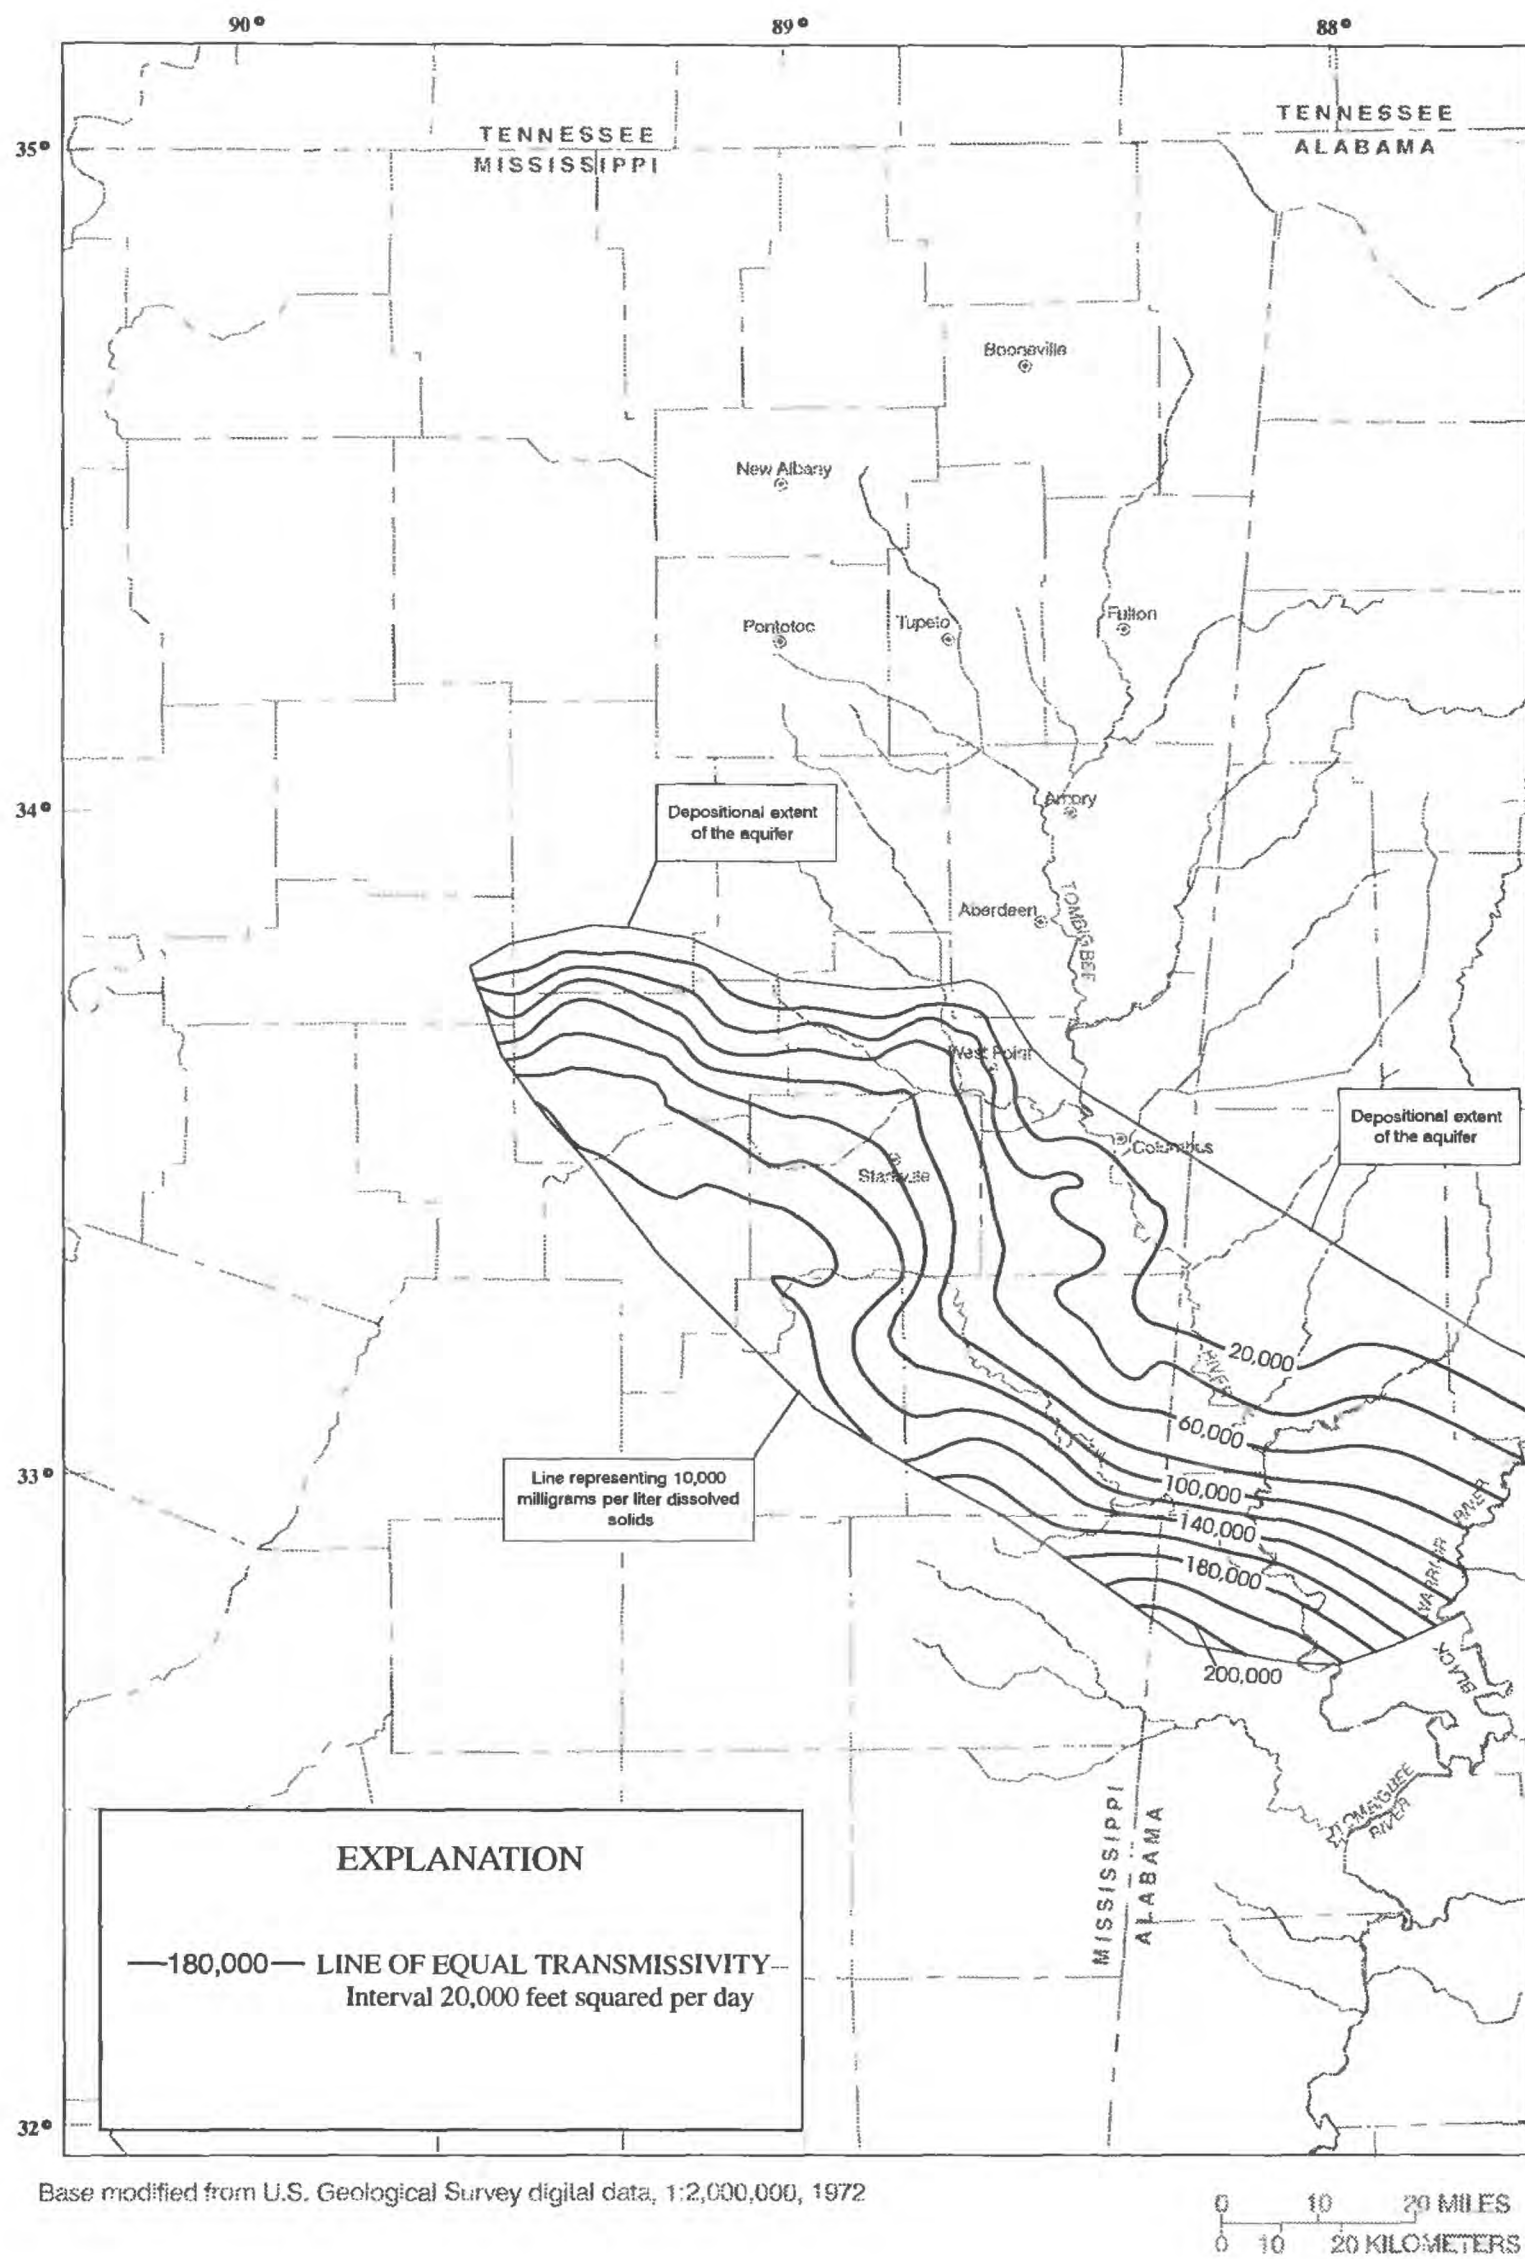 90° 89° 88°
TENNESSEE
MISSISSIPPI
TENNESSEE
ALABAMA
35°
Booneville
New Albany
Pontotoc
Tupelo
Fulton
34°
Depositional extent
of the aquifer
Amory
Aberdeen
TOMBIGBEE
West Point
Depositional extent
of the aquifer
Columbus
Starkville
RIVER
20,000
60,000
33°
Line representing 10,000
milligrams per liter dissolved
solids
100,000
RIVER
140,000
180,000
WARRIOR
200,000
BLACK
TOMBIGBEE
RIVER
MISSISSIPPI
ALABAMA
EXPLANATION
—180,000— LINE OF EQUAL TRANSMISSIVITY--
Interval 20,000 feet squared per day
32°
Base modified from U.S. Geological Survey digital data, 1:2,000,000, 1972
0 10 20 MILES
0 10 20 KILOMETERS